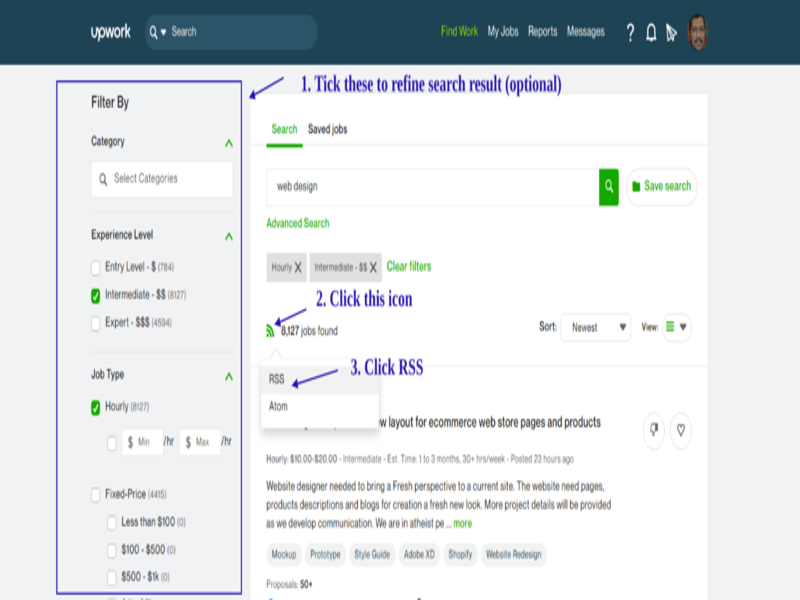 upwork
Search
Find Work My Jobs Reports Messages ?
1. Tick these to refine search result (optional)
Filter By
Category
Select Categories
Experience Level
Entry Level - $ (784)
Intermediate - $$ (8127)
Expert - $$$ (4594)
Job Type
Hourly (8127)
$ Min /hr $ Max /hr
Fixed-Price (4415)
Less than $100 (0)
$100 - $500 (0)
$500 - $1k (0)
Search Saved jobs
web design
Save search
Advanced Search
Hourly X Intermediate - $$ X Clear filters
2. Click this icon
8,127 jobs found
Sort: Newest View:
3. Click RSS
RSS
Atom
layout for ecommerce web store pages and products
Hourly: $10.00-$20.00 - Intermediate - Est. Time: 1 to 3 months, 30+ hrs/week - Posted 23 hours ago
Website designer needed to bring a Fresh perspective to a current site. The website need pages,
products descriptions and blogs for creation a fresh new look. More project details will be provided
as we develop communication. We are in atheist pe ... more
Mockup Prototype Style Guide Adobe XD Shopify Website Redesign
Proposals: 50+